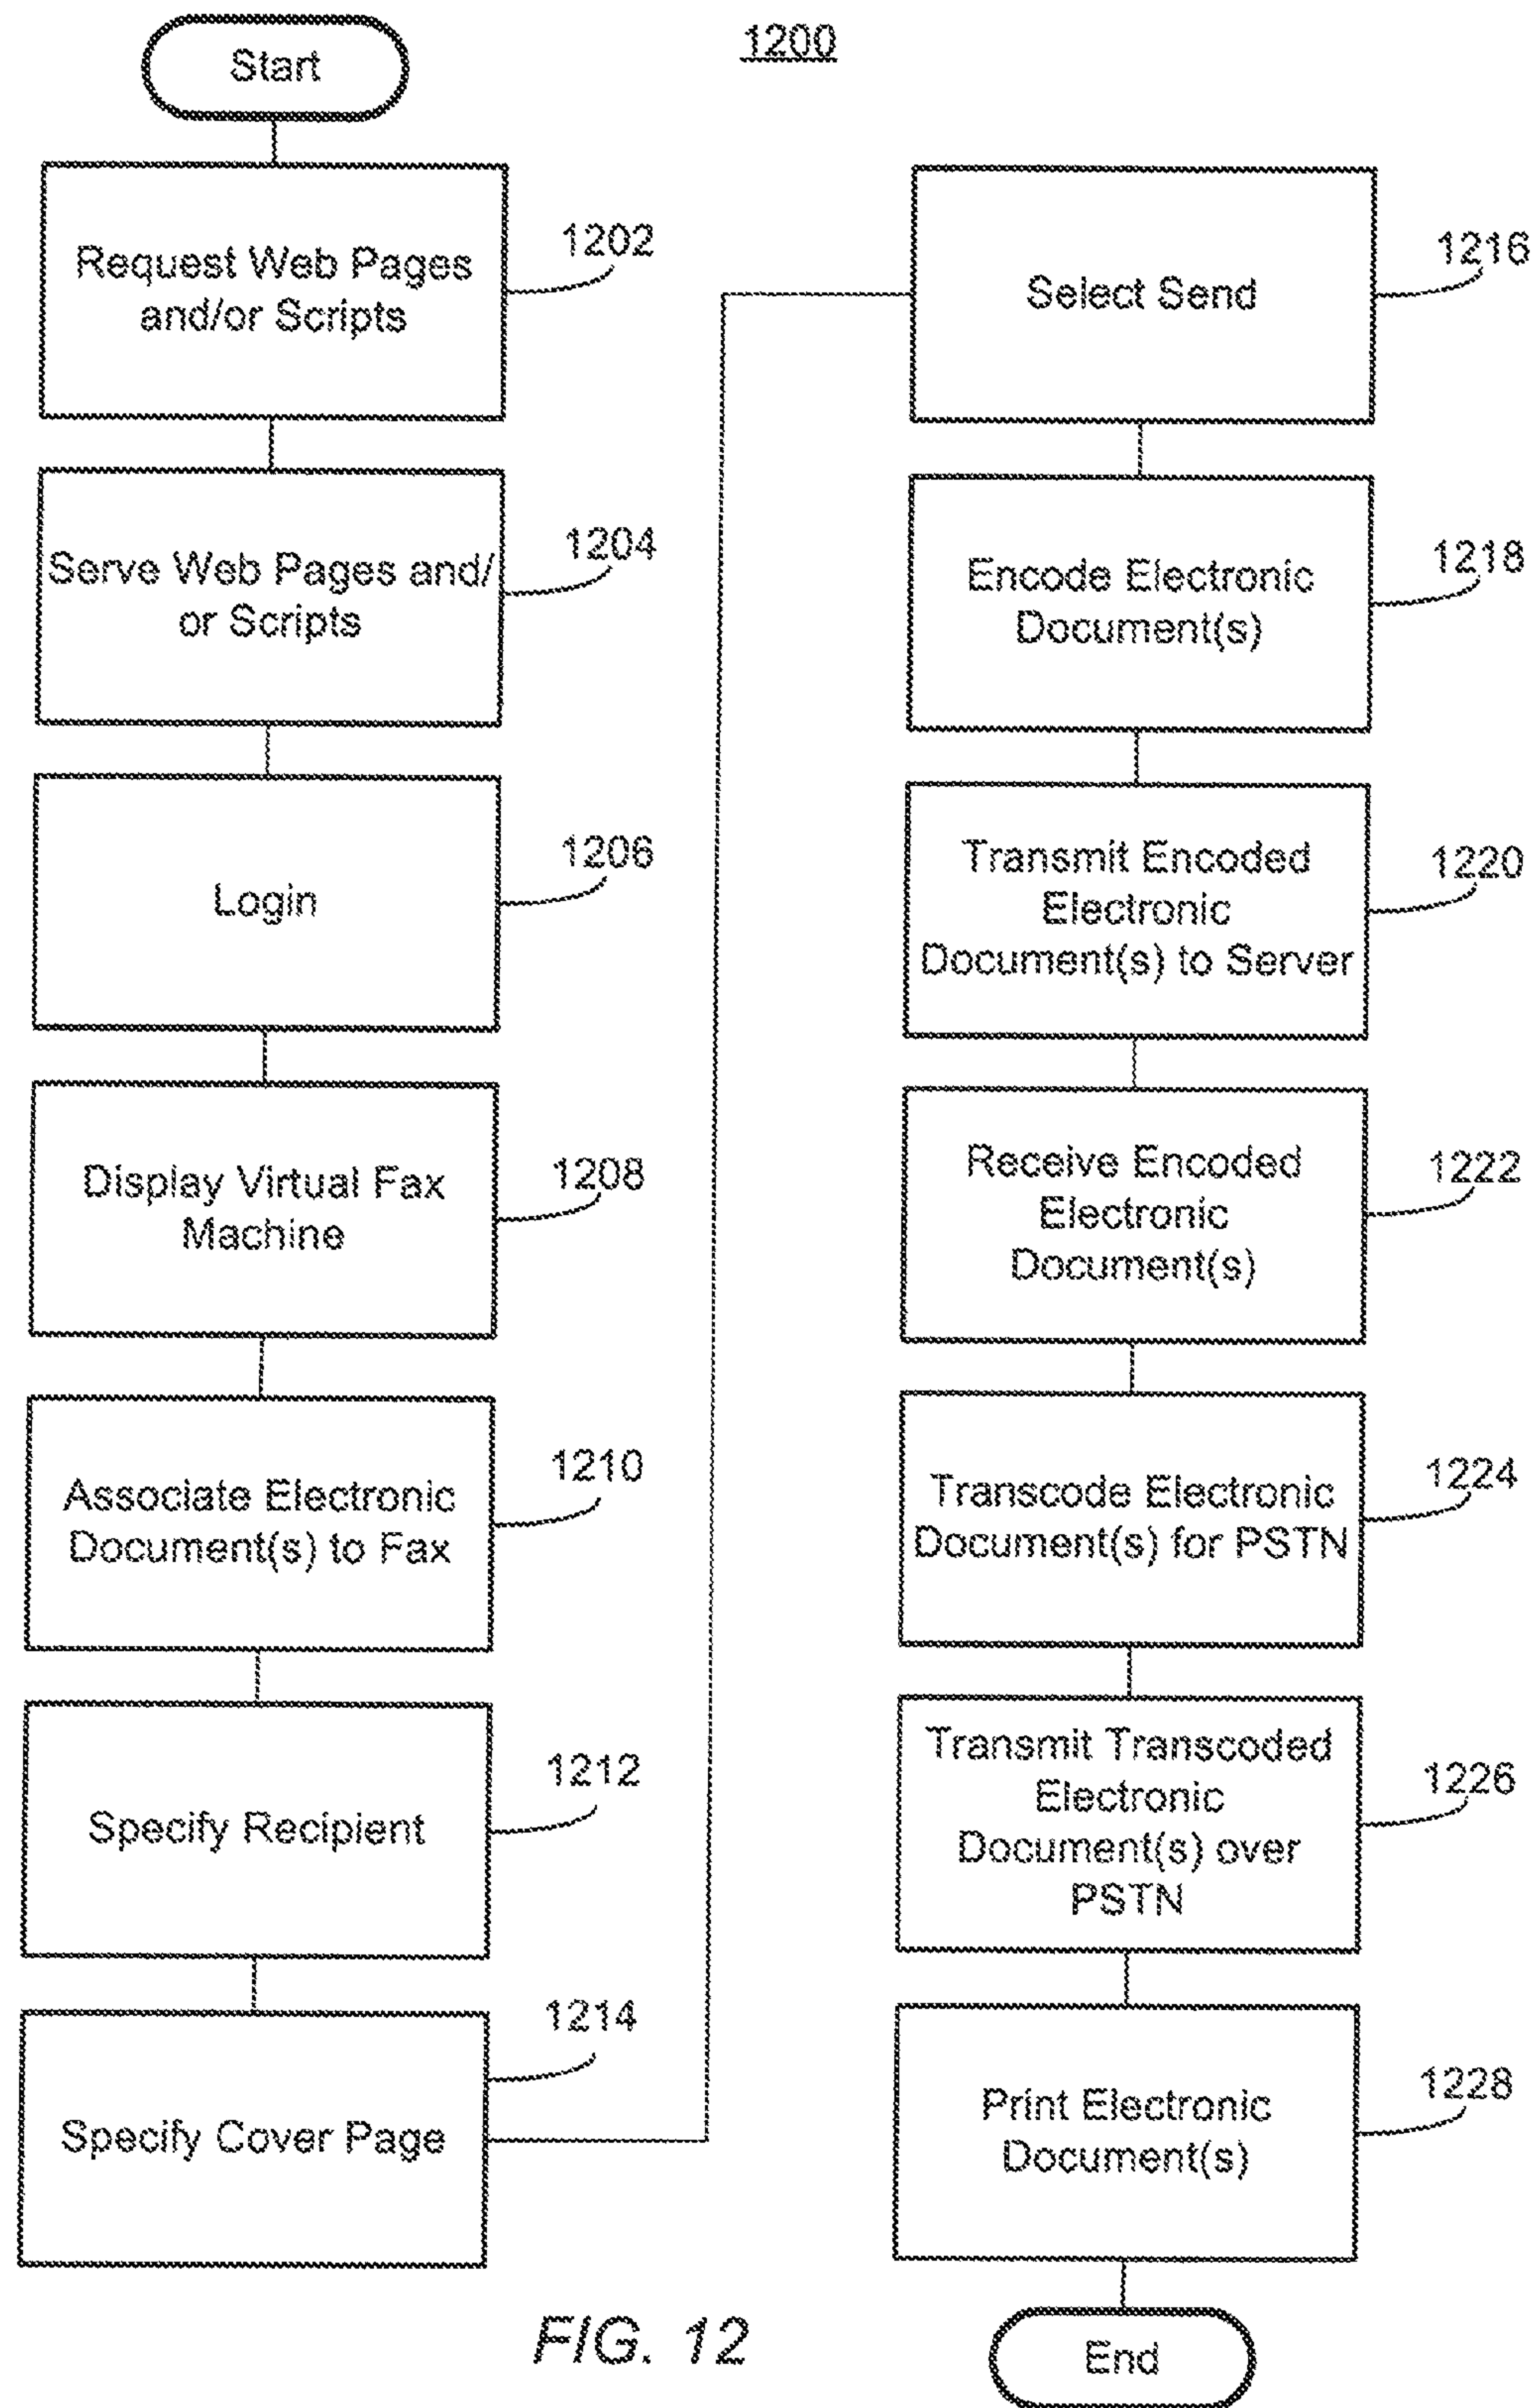 1200
Start
Request Web Pages
and/or Scripts
1202
Serve Web Pages and/
or Scripts
1204
Login
1206
Display Virtual Fax
Machine
1208
Associate Electronic
Document(s) to Fax
1210
Specify Recipient
1212
Specify Cover Page
1214
Select Send
1216
Encode Electronic
Document(s)
1218
Transmit Encoded
Electronic
Document(s) to Server
1220
Receive Encoded
Electronic
Document(s)
1222
Transcode Electronic
Document(s) for PSTN
1224
Transmit Transcoded
Electronic
Document(s) over
PSTN
1226
Print Electronic
Document(s)
1228
End
FIG. 12